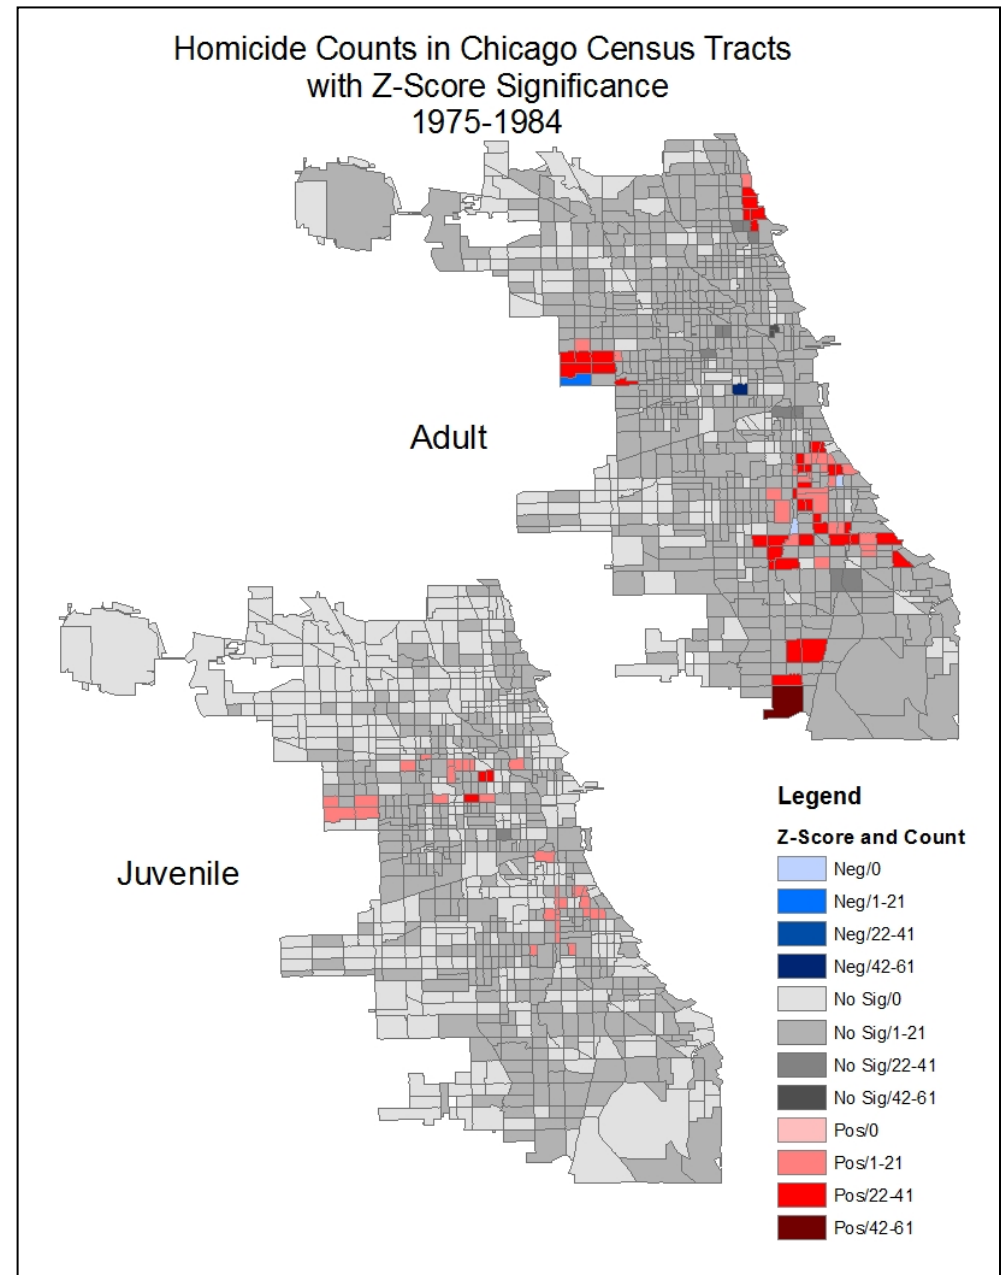 Homicide Counts in Chicago Census Tracts
with Z-Score Significance
1975-1984
Adult
Juvenile
Legend
Z-Score and Count
Neg/0
Neg/1-21
Neg/22-41
Neg/42-61
No Sig/0
No Sig/1-21
No Sig/22-41
No Sig/42-61
Pos/0
Pos/1-21
Pos/22-41
Pos/42-61